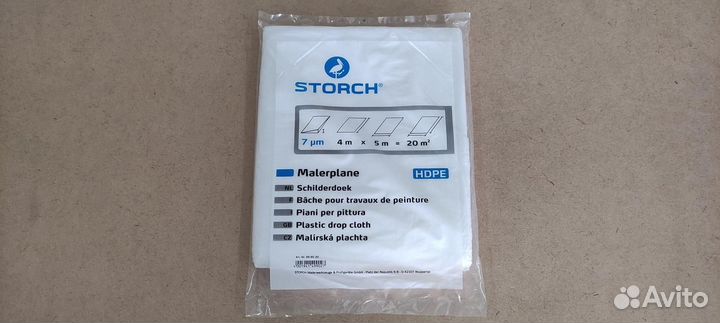 STORCH®
7 µm 4 m x 5 m = 20 m²
Malerplane HDPE
NL Schilderdoek
F Bâche pour travaux de peinture
I Piani per pittura
GB Plastic drop cloth
CZ Malířská plachta
Avito